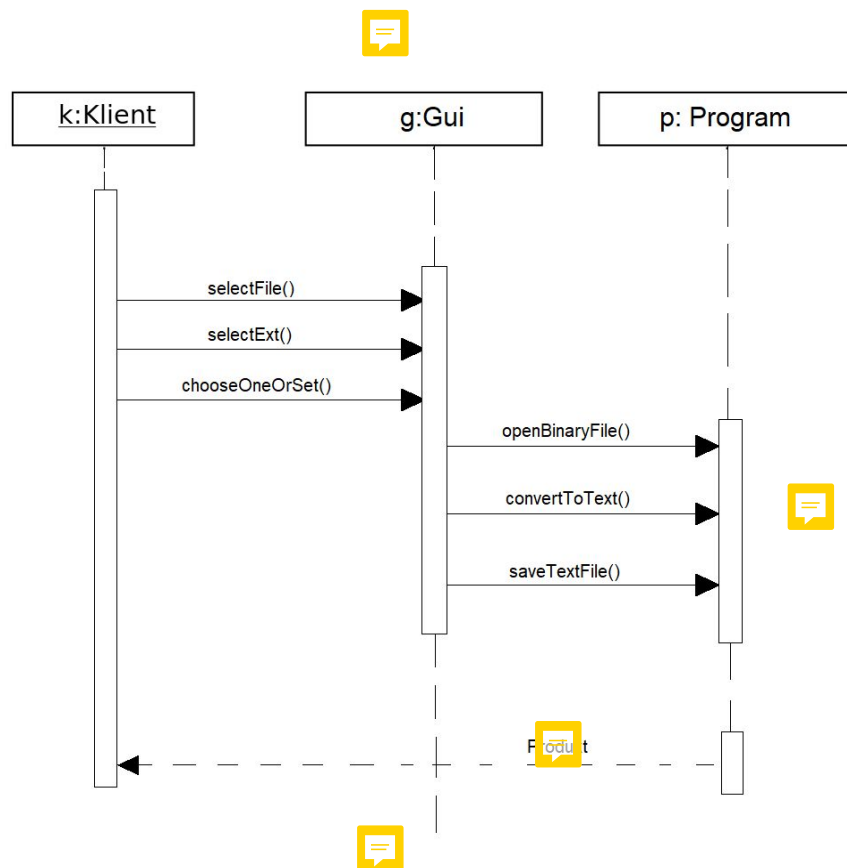 k:Klient
g:Gui
p: Program
selectFile()
selectExt()
chooseOneOrSet()
openBinaryFile()
convertToText()
saveTextFile()